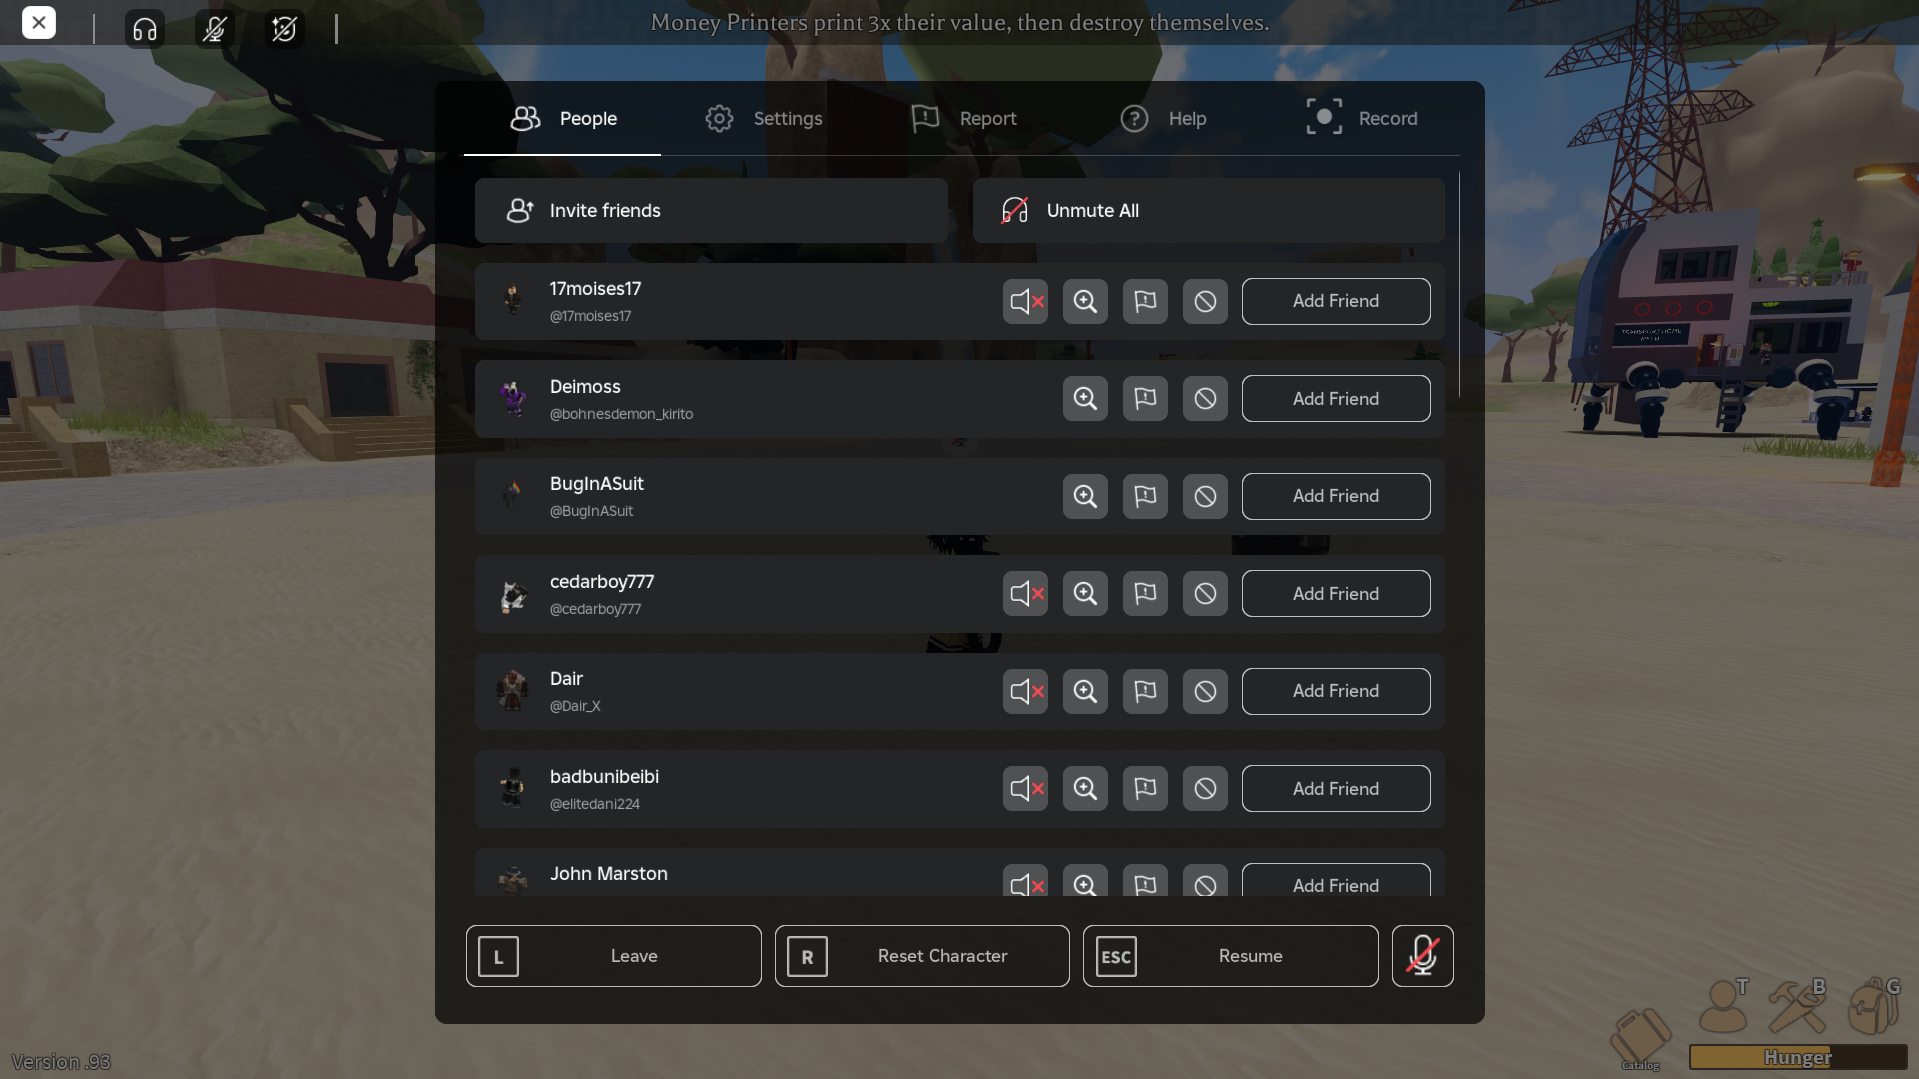 Money Printers print 3x their value, then destroy themselves.
People
Settings
Report
Help
Record
Invite friends
Unmute All
17moises17
@17moises17
Add Friend
Deimoss
@bohnesdemon_kirito
Add Friend
BugInASuit
@BugInASuit
Add Friend
cedarboy777
@cedarboy777
Add Friend
Dair
@Dair_X
Add Friend
badbunibeibi
@elitedani224
Add Friend
John Marston
Add Friend
L Leave
R Reset Character
ESC Resume
T
B
G
Catalog
Hunger
Version .93